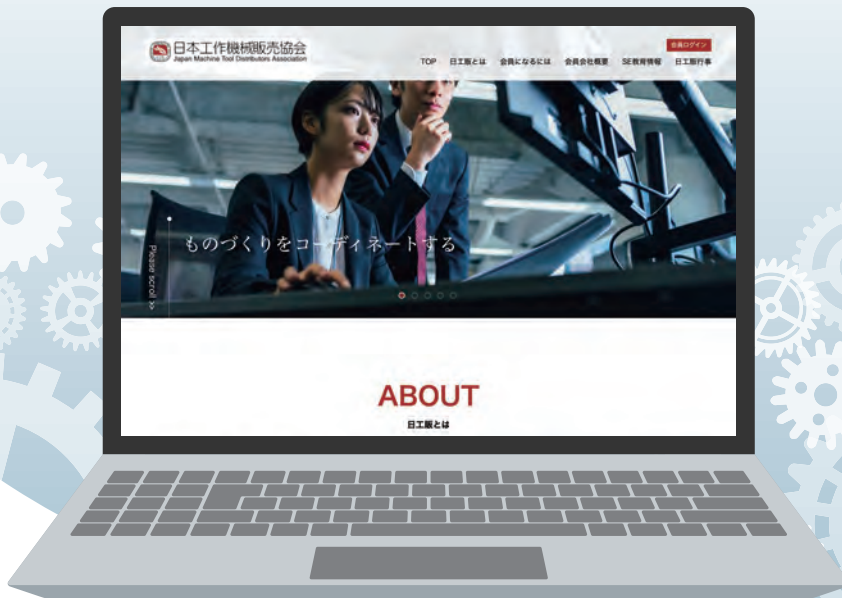 日本工作機械販売協会
Japan Machine Tool Distributors Association
会員ログイン
TOP 日工販とは 会員になるには 会員会社概要 SE教育情報 日工販行事
ものづくりをコーディネートする
Please scroll >>
ABOUT
日工販とは